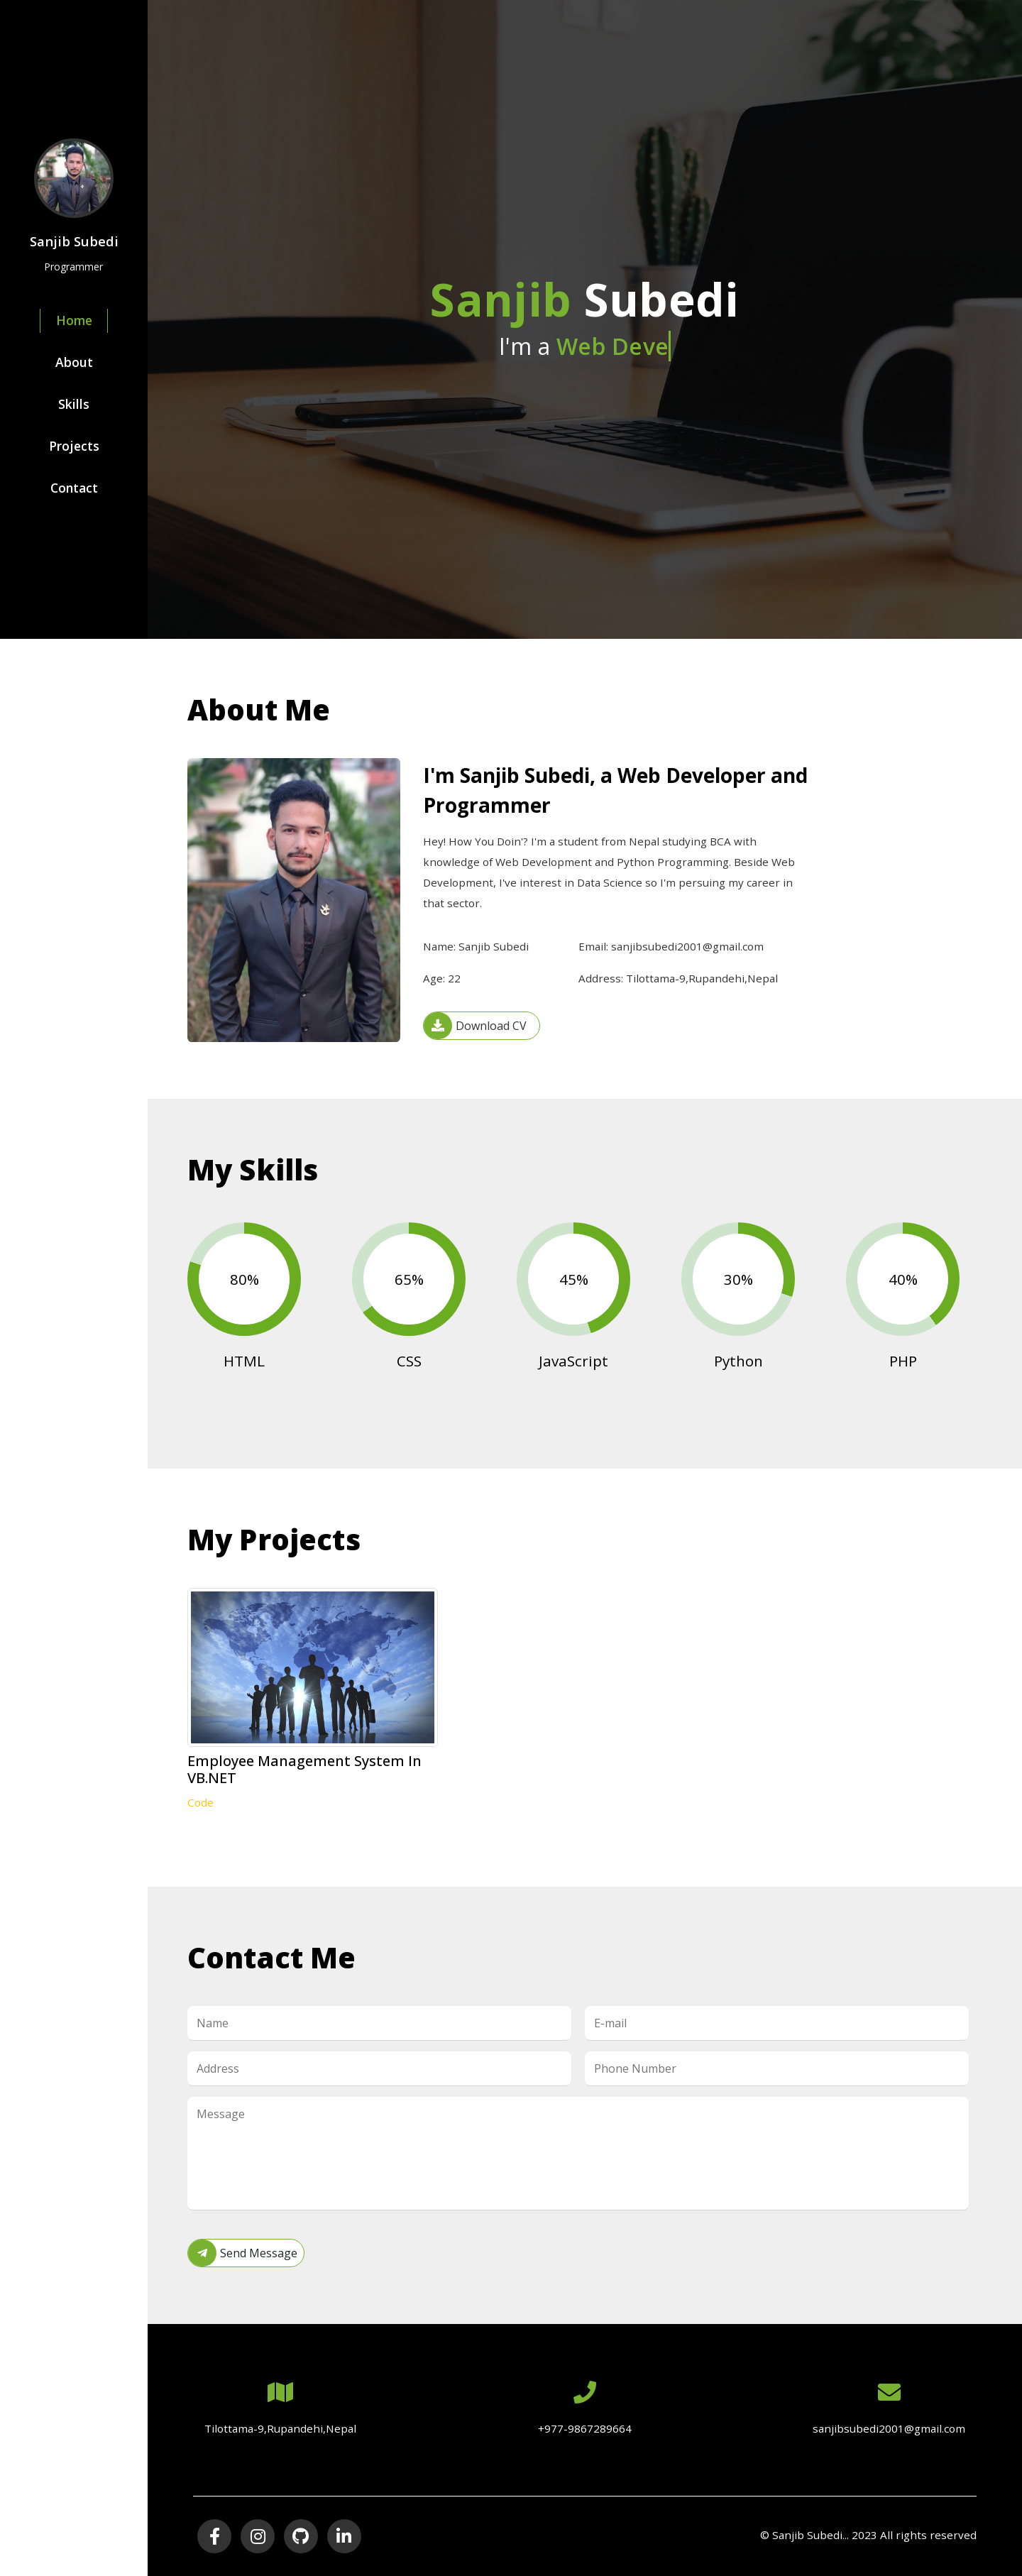 Sanjib Subedi
Programmer
Home
About
Skills
Projects
Contact
Sanjib Subedi
I'm a Web Deve
About Me
I'm Sanjib Subedi, a Web Developer and
Programmer
Hey! How You Doin'? I'm a student from Nepal studying BCA with
knowledge of Web Development and Python Programming. Beside Web
Development, I've interest in Data Science so I'm persuing my career in
that sector.
Name: Sanjib Subedi
Email: sanjibsubedi2001@gmail.com
Age: 22
Address: Tilottama-9,Rupandehi,Nepal
Download CV
My Skills
80%
65%
45%
30%
40%
HTML
CSS
JavaScript
Python
PHP
My Projects
Employee Management System In
VB.NET
Code
Contact Me
Name
E-mail
Address
Phone Number
Message
Send Message
Tilottama-9,Rupandehi,Nepal
+977-9867289664
sanjibsubedi2001@gmail.com
© Sanjib Subedi... 2023 All rights reserved